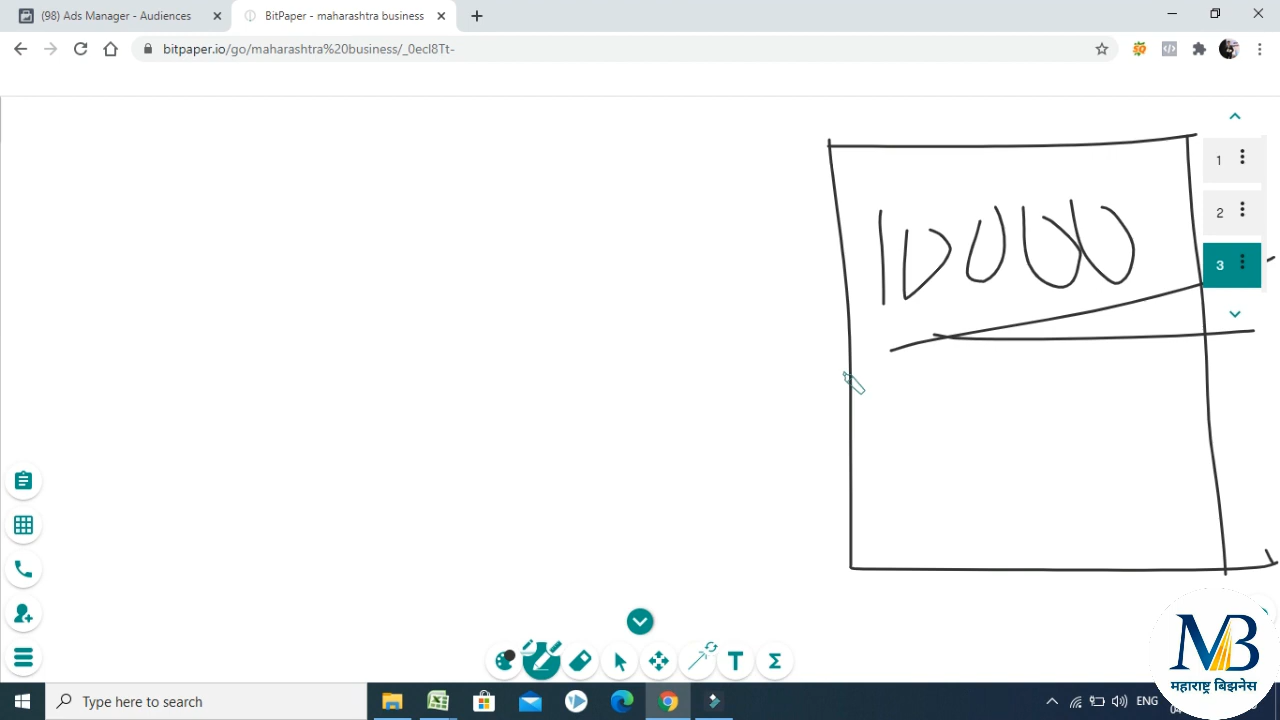 (98) Ads Manager - Audiences
BitPaper - maharashtra business
bitpaper.io/go/maharashtra%20business/_0ecI8Tt-
1
2
3
10000
T
Σ
MB
महाराष्ट्र बिझनेस
Type here to search
ENG